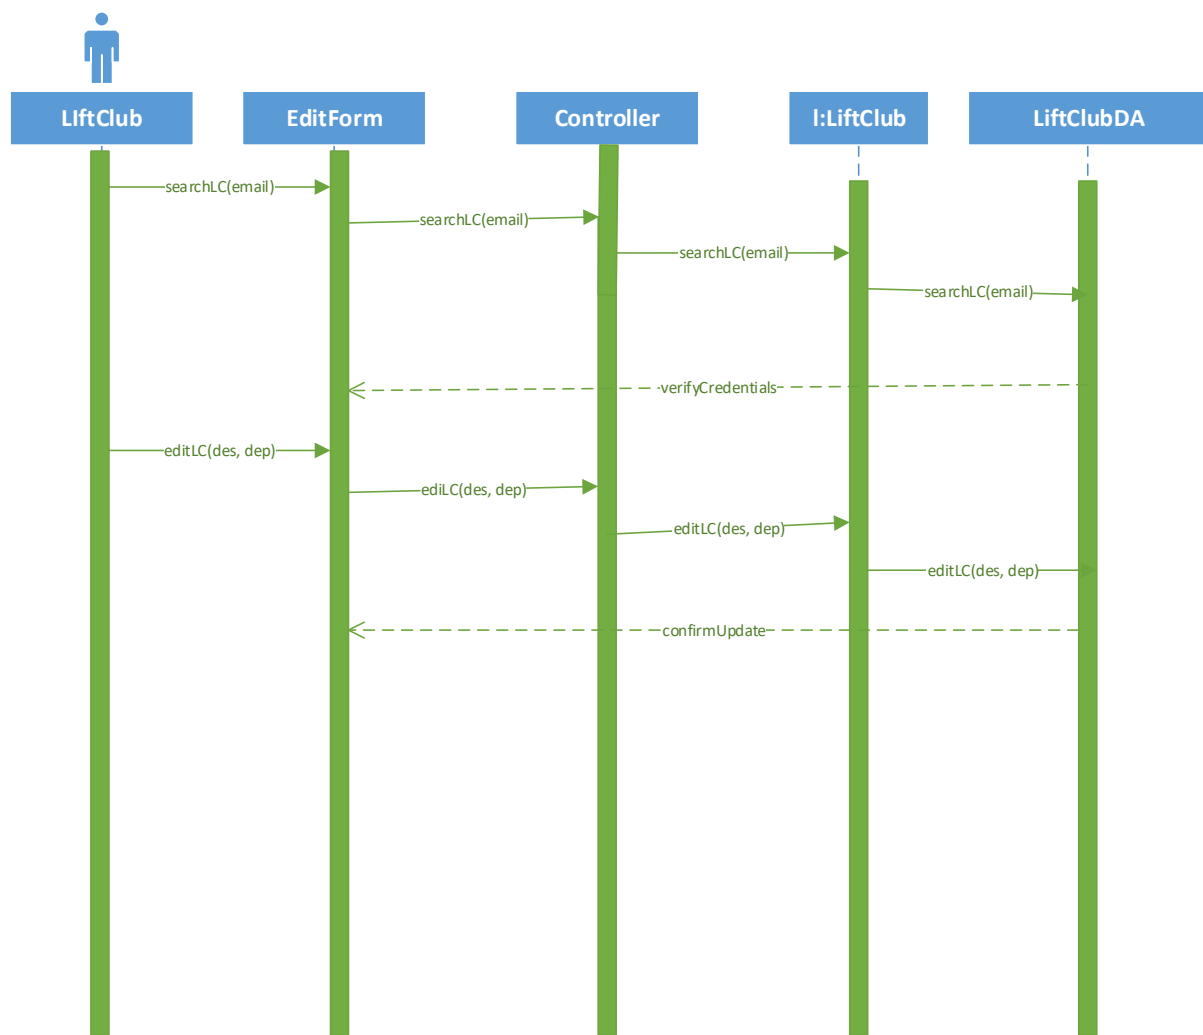 LIftClub
EditForm
Controller
l:LiftClub
LiftClubDA
searchLC(email)
searchLC(email)
searchLC(email)
searchLC(email)
verifyCredentials
editLC(des, dep)
ediLC(des, dep)
editLC(des, dep)
editLC(des, dep)
confirmUpdate